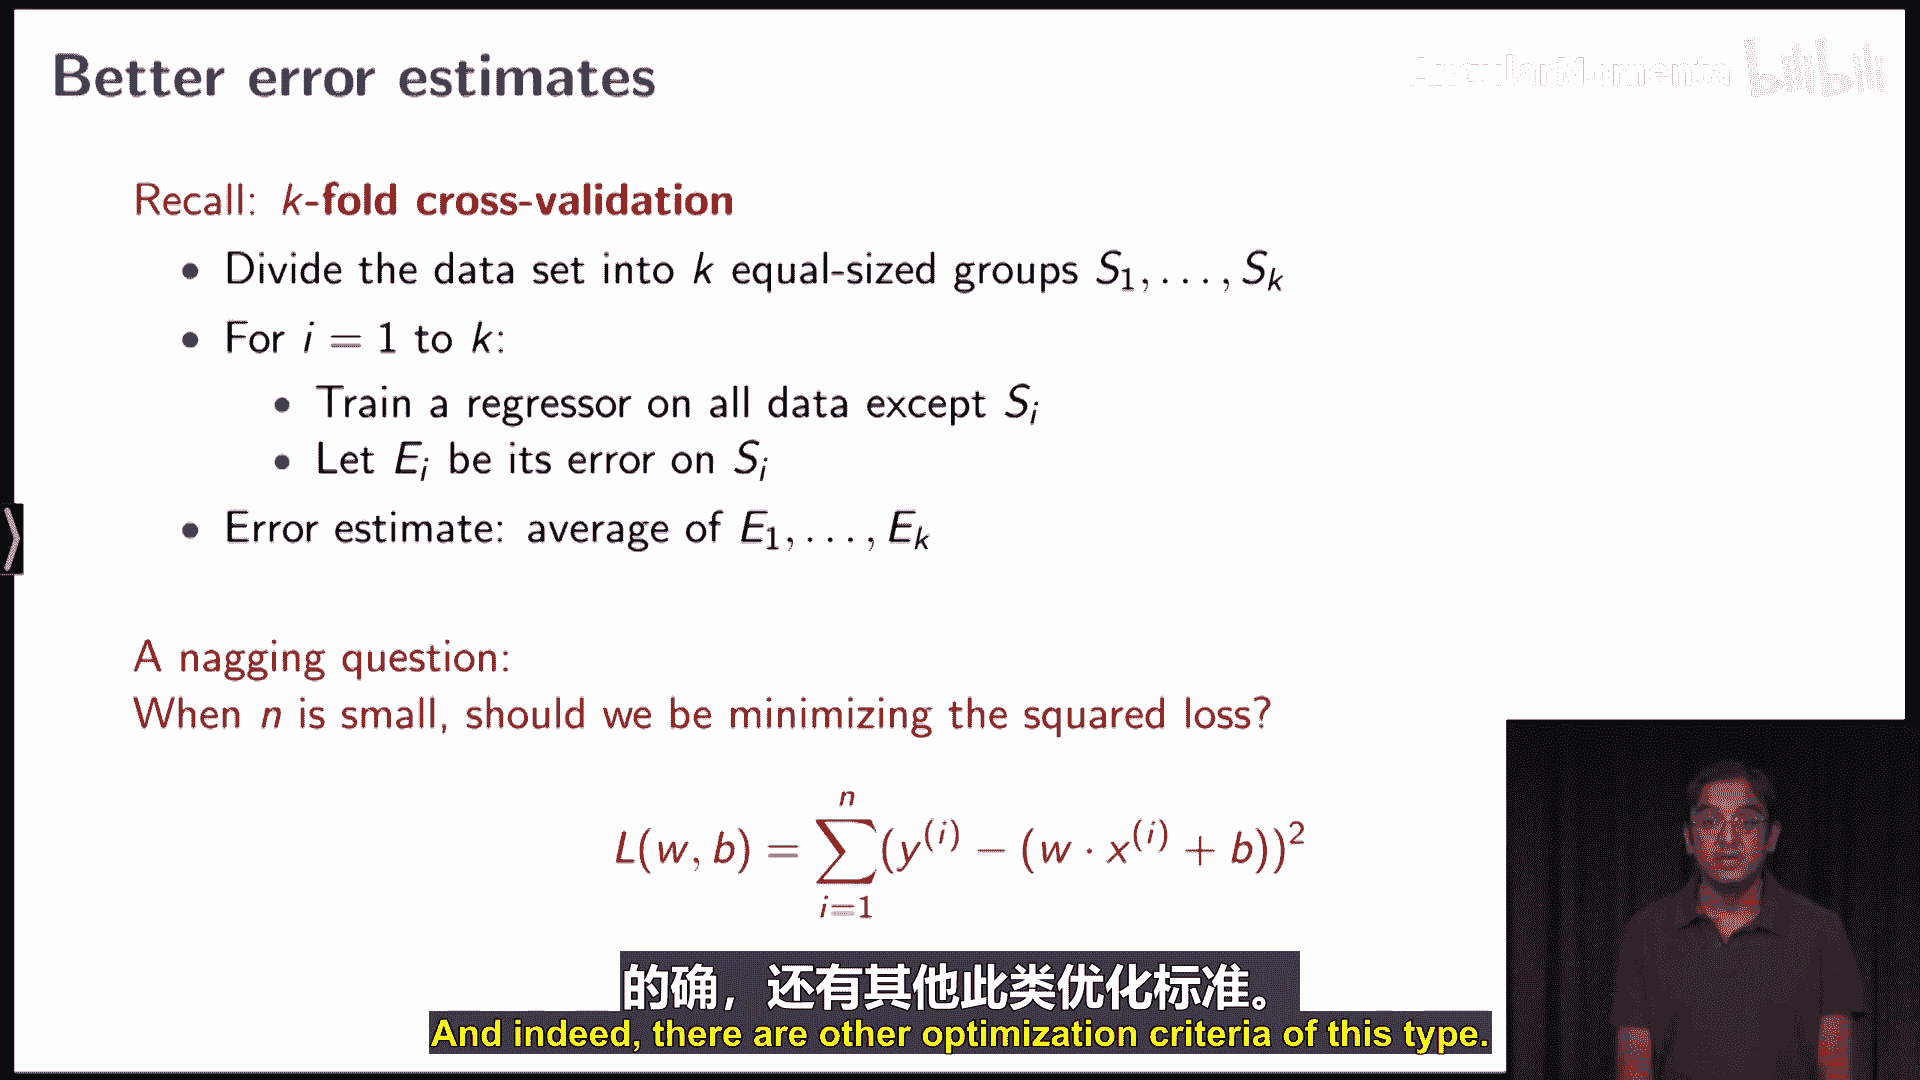 Better error estimates
bilibili
Recall: k-fold cross-validation
• Divide the data set into k equal-sized groups S₁, . . . , Sₖ
• For i = 1 to k:
• Train a regressor on all data except Sᵢ
• Let Eᵢ be its error on Sᵢ
• Error estimate: average of E₁, . . . , Eₖ
A nagging question:
When n is small, should we be minimizing the squared loss?
L(w, b) = ∑ᵢ₌₁ⁿ (y⁽ⁱ⁾ − (w · x⁽ⁱ⁾ + b))²
的确，还有其他此类优化标准。
And indeed, there are other optimization criteria of this type.